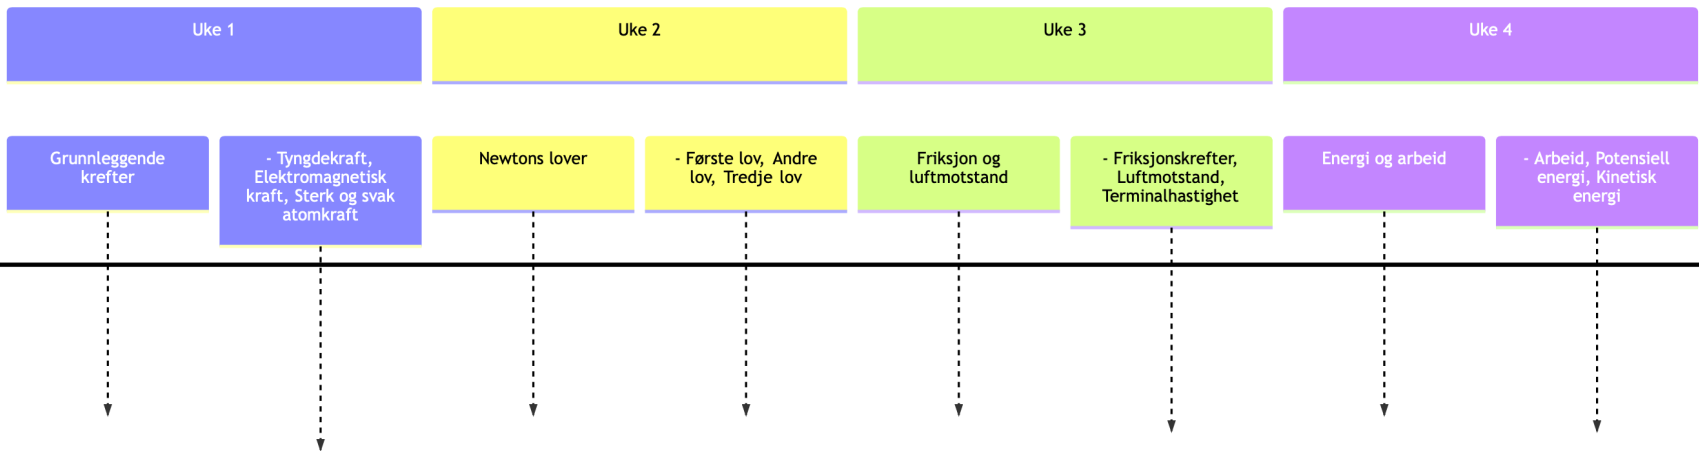 Uke 1
Uke 2
Uke 3
Uke 4
Grunnleggende
krefter
- Tyngdekraft,
Elektromagnetisk
kraft, Sterk og svak
atomkraft
Newtons lover
- Første lov, Andre
lov, Tredje lov
Friksjon og
luftmotstand
- Friksjonskrefter,
Luftmotstand,
Terminalhastighet
Energi og arbeid
- Arbeid, Potensiell
energi, Kinetisk
energi